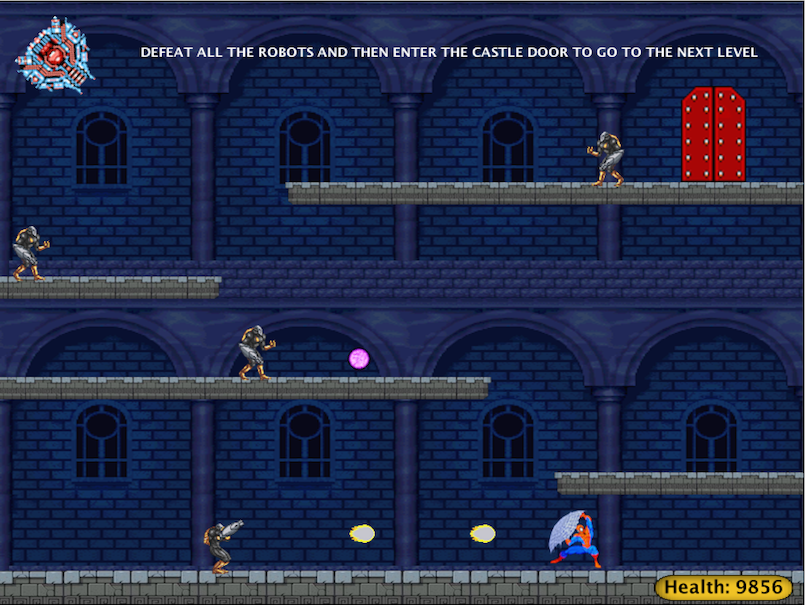 DEFEAT ALL THE ROBOTS AND THEN ENTER THE CASTLE DOOR TO GO TO THE NEXT LEVEL
Health: 9856